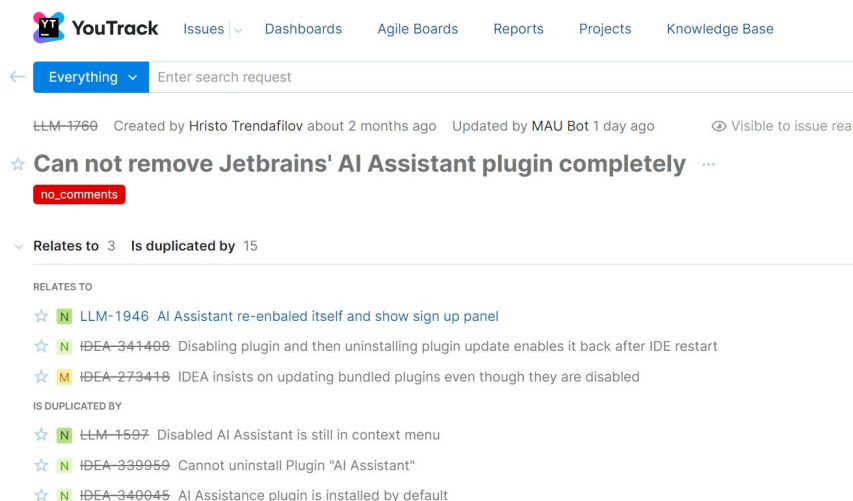 YT YouTrack Issues Dashboards Agile Boards Reports Projects Knowledge Base
Everything Enter search request
LLM-1760 Created by Hristo Trendafilov about 2 months ago Updated by MAU Bot 1 day ago Visible to issue rea
Can not remove Jetbrains' AI Assistant plugin completely ...
no_comments
Relates to 3 Is duplicated by 15
RELATES TO
N LLM-1946 AI Assistant re-enbaled itself and show sign up panel
N IDEA-341408 Disabling plugin and then uninstalling plugin update enables it back after IDE restart
M IDEA-273418 IDEA insists on updating bundled plugins even though they are disabled
IS DUPLICATED BY
N LLM-1597 Disabled AI Assistant is still in context menu
N IDEA-339959 Cannot uninstall Plugin "AI Assistant"
N IDEA-340045 AI Assistance plugin is installed by default